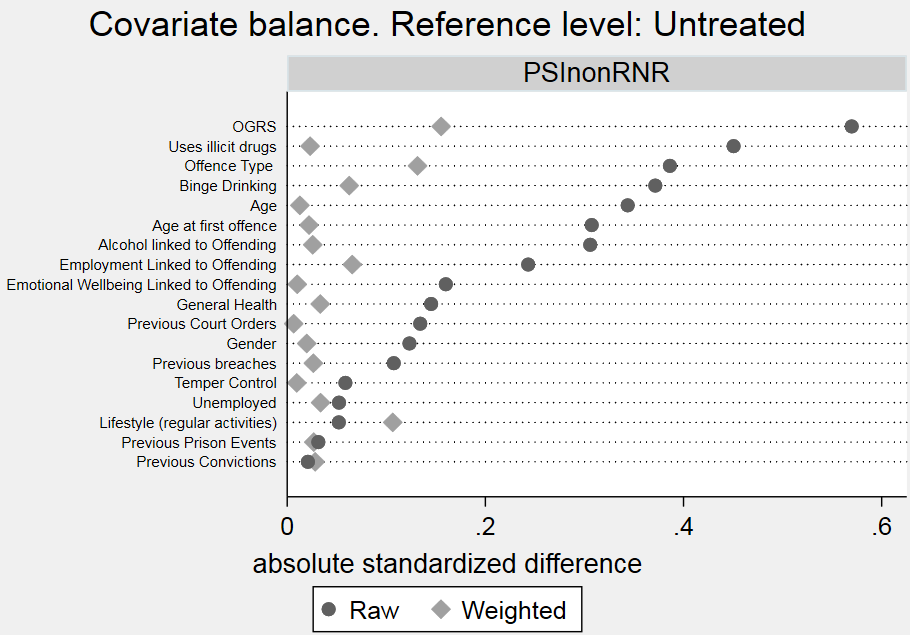 Covariate balance. Reference level: Untreated
PSInonRNR
OGRS
Uses illicit drugs
Offence Type
Binge Drinking
Age
Age at first offence
Alcohol linked to Offending
Employment Linked to Offending
Emotional Wellbeing Linked to Offending
General Health
Previous Court Orders
Gender
Previous breaches
Temper Control
Unemployed
Lifestyle (regular activities)
Previous Prison Events
Previous Convictions
0 .2 .4 .6
absolute standardized difference
Raw Weighted